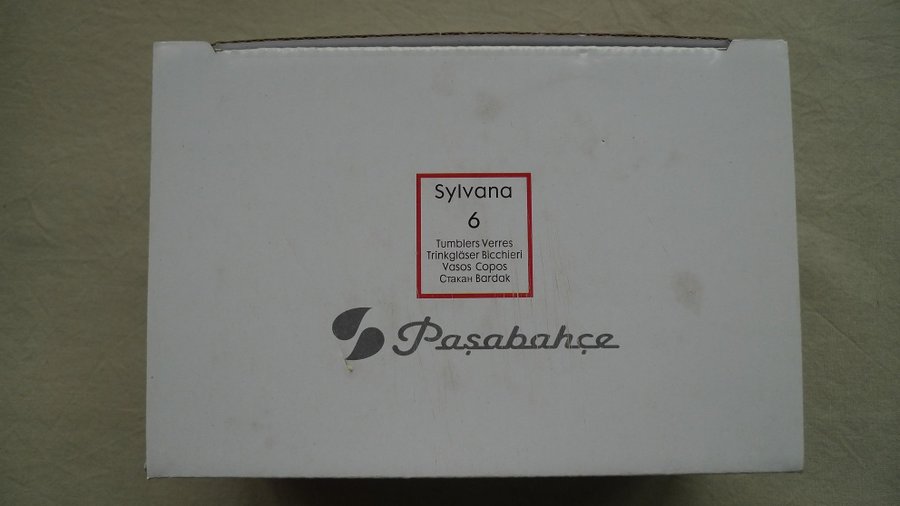 Sylvana
6
Tumblers Verres
Trinkgläser Bicchieri
Vasos Copos
Стакан Bardak
Paşabahçe